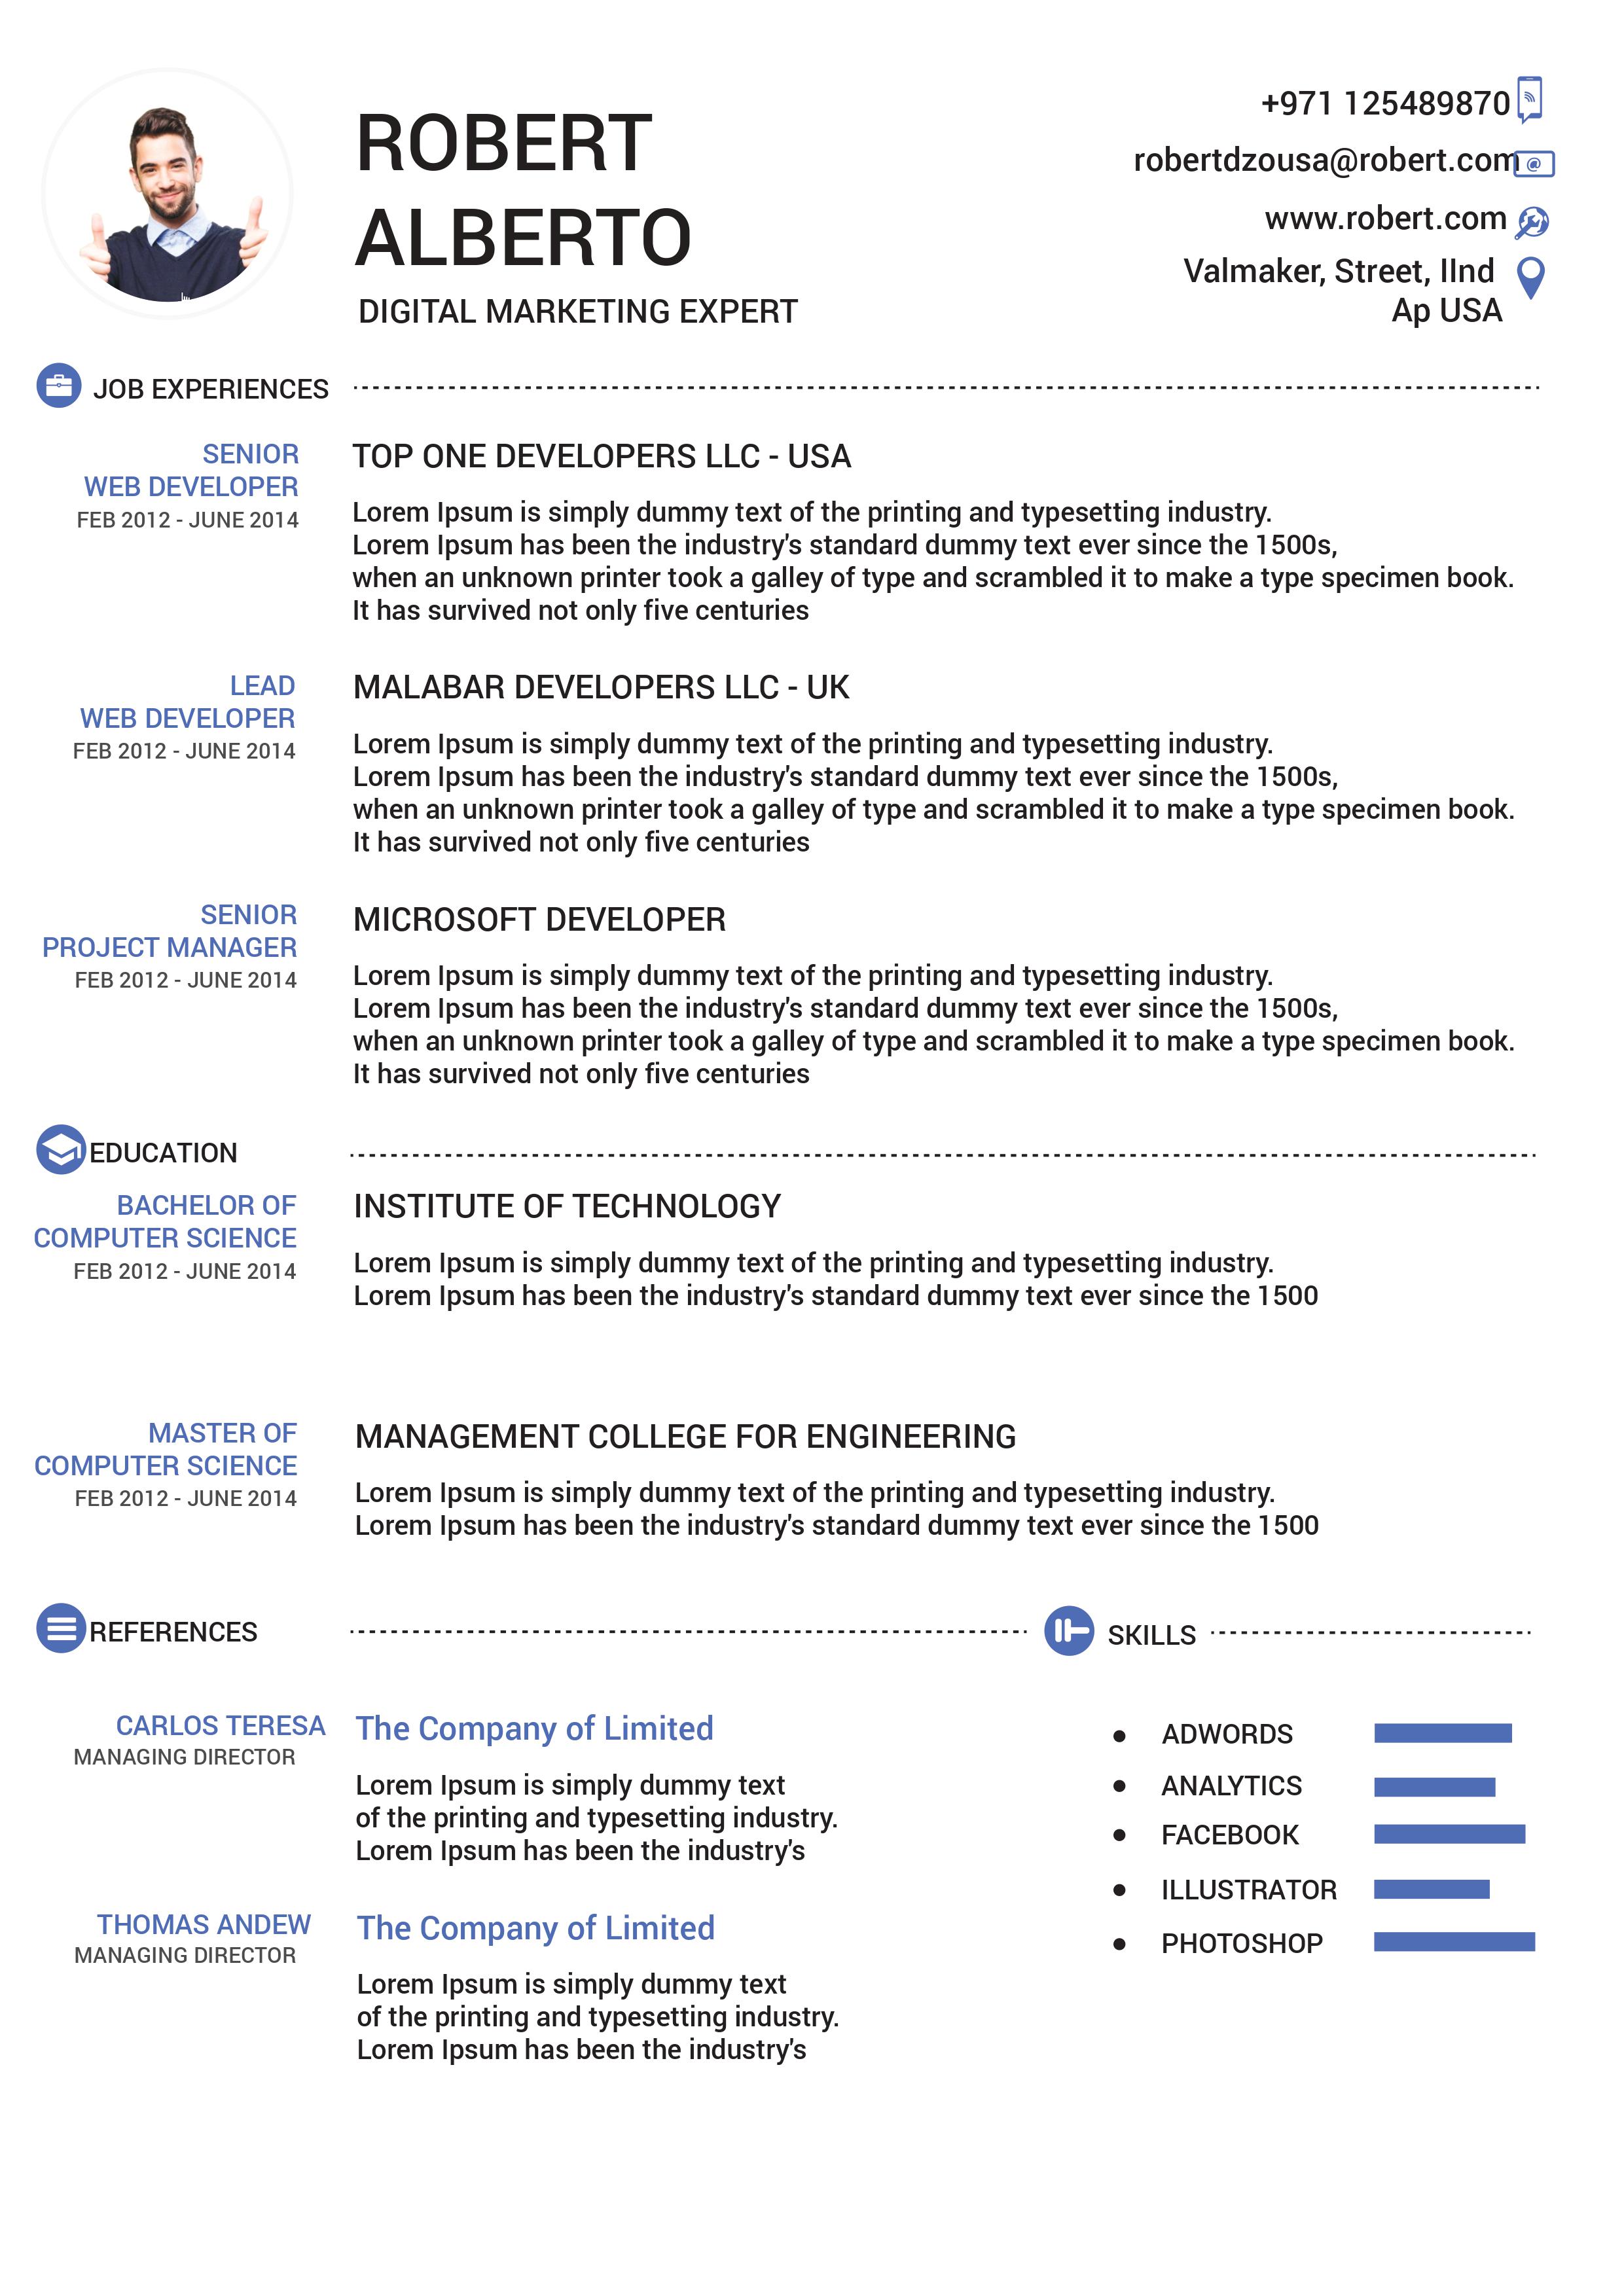 ROBERT
ALBERTO
DIGITAL MARKETING EXPERT
+971 125489870
robertdzousa@robert.com
www.robert.com
Valmaker, Street, IInd
Ap USA
JOB EXPERIENCES
SENIOR
WEB DEVELOPER
FEB 2012 - JUNE 2014
TOP ONE DEVELOPERS LLC - USA
Lorem Ipsum is simply dummy text of the printing and typesetting industry.
Lorem Ipsum has been the industry's standard dummy text ever since the 1500s,
when an unknown printer took a galley of type and scrambled it to make a type specimen book.
It has survived not only five centuries
LEAD
WEB DEVELOPER
FEB 2012 - JUNE 2014
MALABAR DEVELOPERS LLC - UK
Lorem Ipsum is simply dummy text of the printing and typesetting industry.
Lorem Ipsum has been the industry's standard dummy text ever since the 1500s,
when an unknown printer took a galley of type and scrambled it to make a type specimen book.
It has survived not only five centuries
SENIOR
PROJECT MANAGER
FEB 2012 - JUNE 2014
MICROSOFT DEVELOPER
Lorem Ipsum is simply dummy text of the printing and typesetting industry.
Lorem Ipsum has been the industry's standard dummy text ever since the 1500s,
when an unknown printer took a galley of type and scrambled it to make a type specimen book.
It has survived not only five centuries
EDUCATION
BACHELOR OF
COMPUTER SCIENCE
FEB 2012 - JUNE 2014
INSTITUTE OF TECHNOLOGY
Lorem Ipsum is simply dummy text of the printing and typesetting industry.
Lorem Ipsum has been the industry's standard dummy text ever since the 1500
MASTER OF
COMPUTER SCIENCE
FEB 2012 - JUNE 2014
MANAGEMENT COLLEGE FOR ENGINEERING
Lorem Ipsum is simply dummy text of the printing and typesetting industry.
Lorem Ipsum has been the industry's standard dummy text ever since the 1500
REFERENCES
CARLOS TERESA
MANAGING DIRECTOR
The Company of Limited
Lorem Ipsum is simply dummy text
of the printing and typesetting industry.
Lorem Ipsum has been the industry's
THOMAS ANDEW
MANAGING DIRECTOR
The Company of Limited
Lorem Ipsum is simply dummy text
of the printing and typesetting industry.
Lorem Ipsum has been the industry's
SKILLS
ADWORDS
ANALYTICS
FACEBOOK
ILLUSTRATOR
PHOTOSHOP